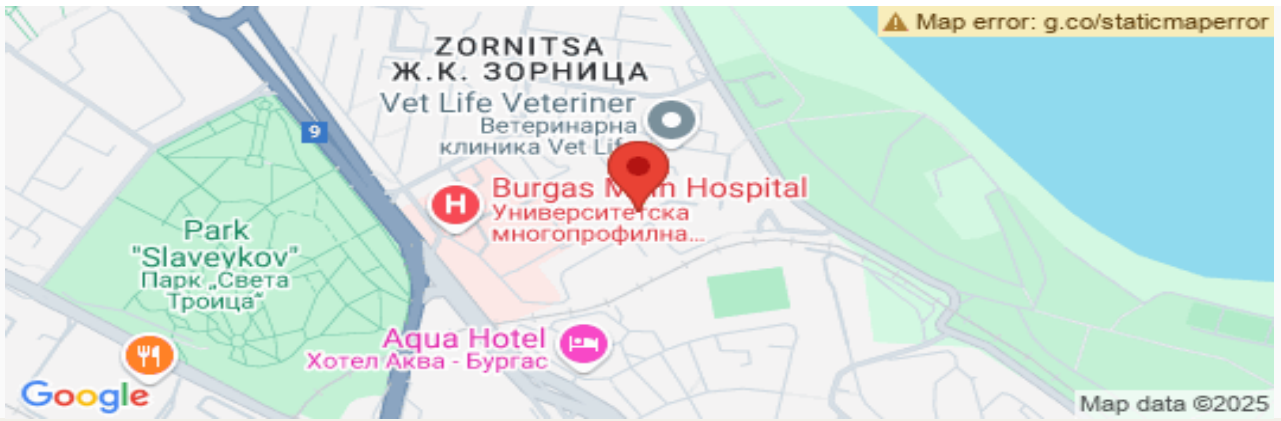 Map error: g.co/staticmaperror
ZORNITSA
Ж.К. ЗОРНИЦА
Vet Life Veteriner
Ветеринарна
клиника Vet Life
9
H
Burgas Main Hospital
Университетска
многопрофилна...
Park
"Slaveykov"
Парк „Света
Троица“
Aqua Hotel
Хотел Аква - Бургас
Google
Map data ©2025